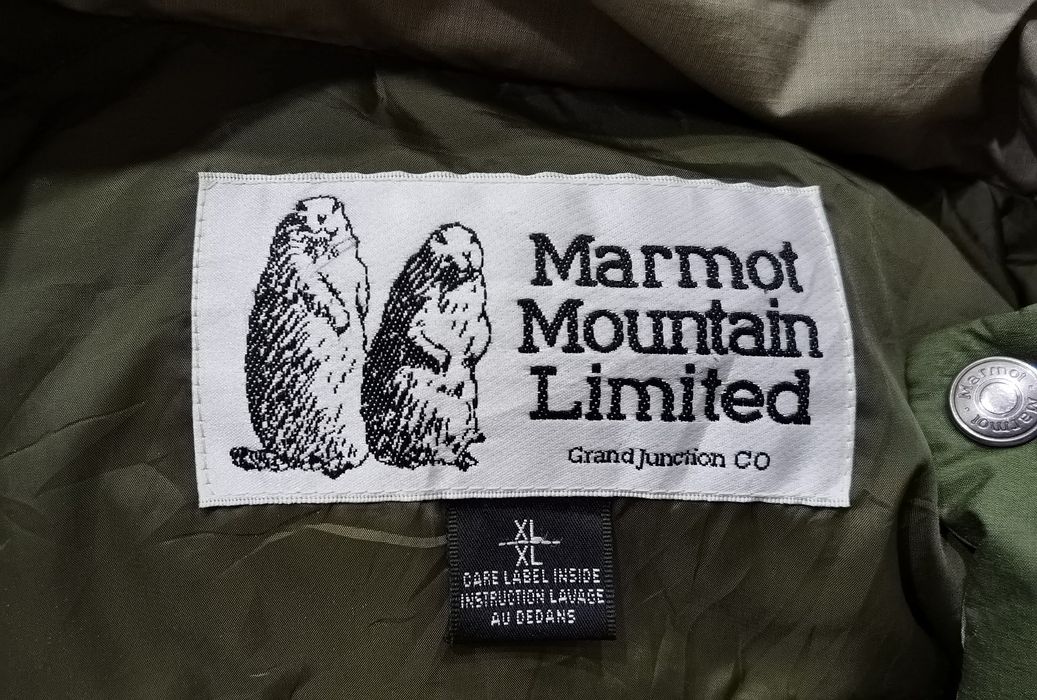 Marmot
Mountain
Limited
Grand Junction CO
XL
XL
CARE LABEL INSIDE
INSTRUCTION LAVAGE
AU DEDANS
Marmot · Marmot ·